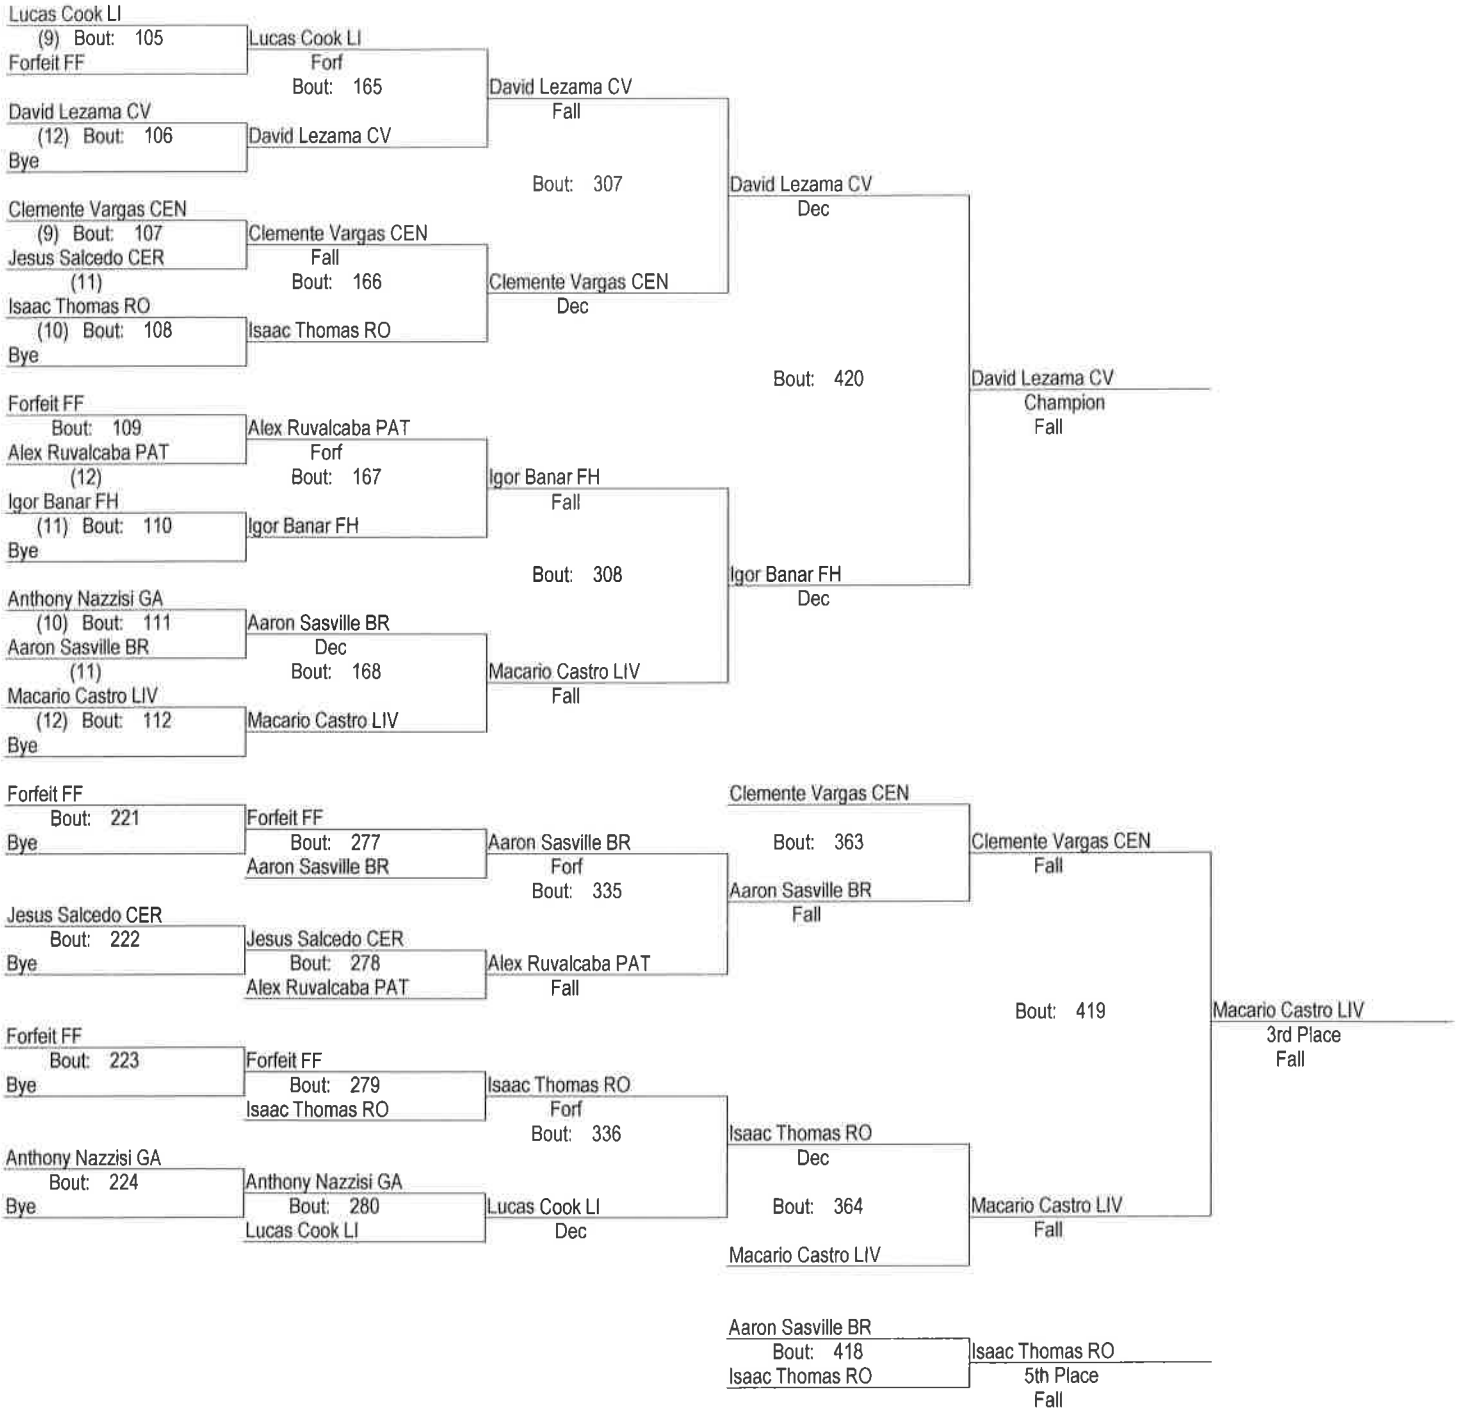 Lucas Cook LI
(9) Bout: 105
Forfeit FF
Lucas Cook LI
Forf
Bout: 165
David Lezama CV
(12) Bout: 106
Bye
David Lezama CV
David Lezama CV
Fall
Bout: 307
Clemente Vargas CEN
(9) Bout: 107
Jesus Salcedo CER
(11)
Clemente Vargas CEN
Fall
Bout: 166
Isaac Thomas RO
(10) Bout: 108
Bye
Isaac Thomas RO
Clemente Vargas CEN
Dec
David Lezama CV
Dec
Bout: 420
David Lezama CV
Champion
Fall
Forfeit FF
Bout: 109
Alex Ruvalcaba PAT
(12)
Alex Ruvalcaba PAT
Forf
Bout: 167
Igor Banar FH
(11) Bout: 110
Bye
Igor Banar FH
Igor Banar FH
Fall
Bout: 308
Igor Banar FH
Dec
Anthony Nazzisi GA
(10) Bout: 111
Aaron Sasville BR
(11)
Aaron Sasville BR
Dec
Bout: 168
Macario Castro LIV
(12) Bout: 112
Bye
Macario Castro LIV
Macario Castro LIV
Fall
Forfeit FF
Bout: 221
Bye
Forfeit FF
Bout: 277
Aaron Sasville BR
Aaron Sasville BR
Forf
Bout: 335
Jesus Salcedo CER
Bout: 222
Bye
Jesus Salcedo CER
Bout: 278
Alex Ruvalcaba PAT
Alex Ruvalcaba PAT
Fall
Clemente Vargas CEN
Bout: 363
Aaron Sasville BR
Fall
Clemente Vargas CEN
Fall
Bout: 419
Macario Castro LIV
3rd Place
Fall
Forfeit FF
Bout: 223
Bye
Forfeit FF
Bout: 279
Isaac Thomas RO
Isaac Thomas RO
Forf
Bout: 336
Anthony Nazzisi GA
Bout: 224
Bye
Anthony Nazzisi GA
Bout: 280
Lucas Cook LI
Lucas Cook LI
Dec
Isaac Thomas RO
Dec
Bout: 364
Macario Castro LIV
Macario Castro LIV
Fall
Aaron Sasville BR
Bout: 418
Isaac Thomas RO
Isaac Thomas RO
5th Place
Fall